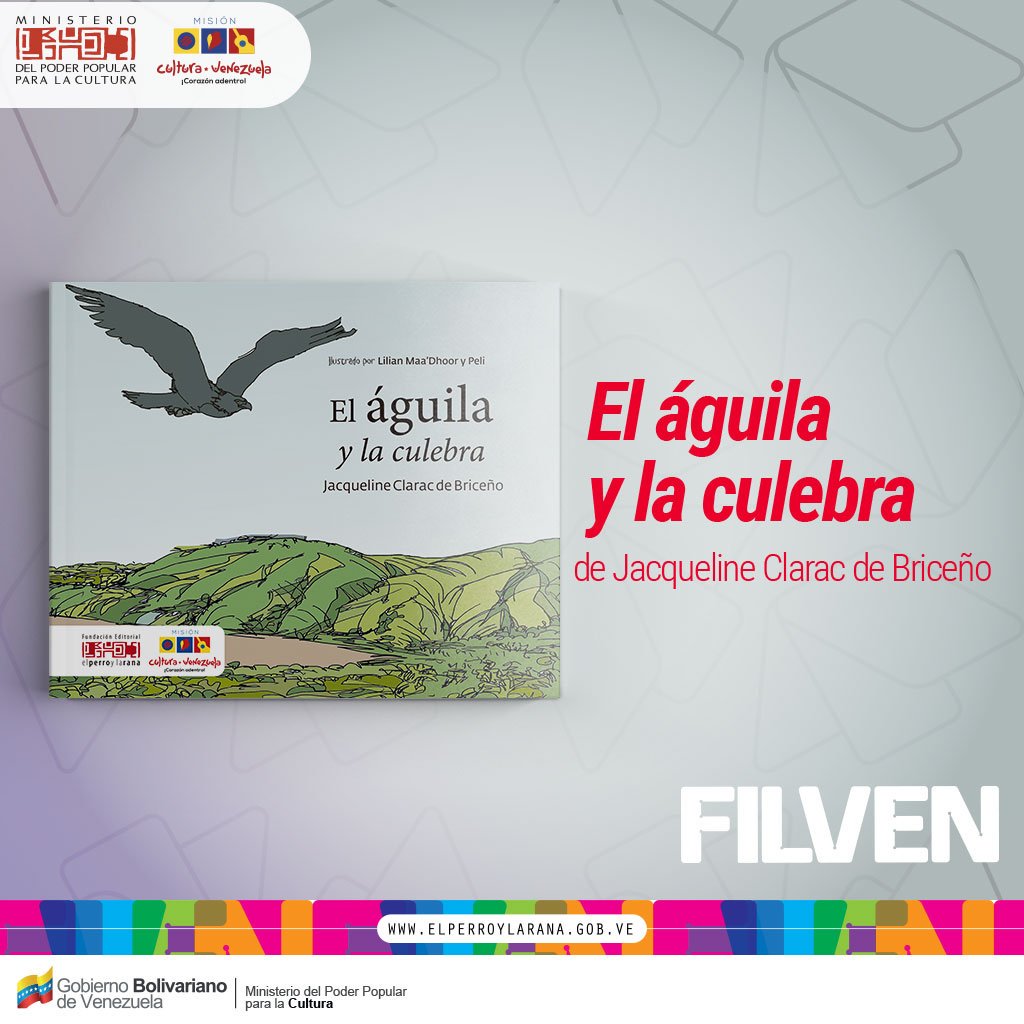 MINISTERIO
DEL PODER POPULAR
PARA LA CULTURA
MISIÓN
cultura Venezuela
¡Corazón adentro!
Ilustrado por Lilian Maa'Dhoor y Peli
El águila
y la culebra
Jacqueline Clarac de Briceño
Fundación Editorial
elperroylarana
MISIÓN
cultura Venezuela
¡Corazón adentro!
El águila
y la culebra
de Jacqueline Clarac de Briceño
FILVEN
WWW.ELPERROYLARANA.GOB.VE
Gobierno Bolivariano
de Venezuela
Ministerio del Poder Popular
para la Cultura